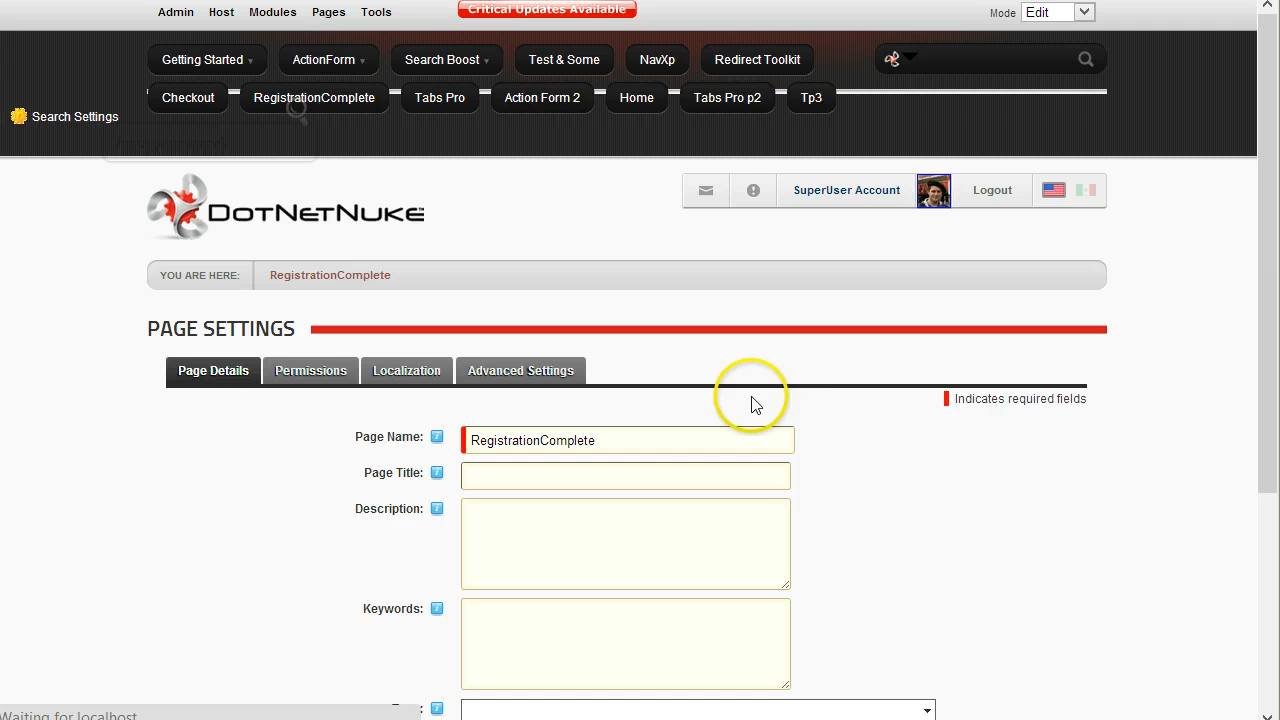 Admin Host Modules Pages Tools Critical Updates Available Mode Edit
Getting Started ActionForm Search Boost Test & Some NavXp Redirect Toolkit
Checkout RegistrationComplete Tabs Pro Action Form 2 Home Tabs Pro p2 Tp3
Search Settings
DOTNETNUKE SuperUser Account Logout
YOU ARE HERE: RegistrationComplete
PAGE SETTINGS
Page Details Permissions Localization Advanced Settings
Indicates required fields
Page Name: RegistrationComplete
Page Title:
Description:
Keywords:
Waiting for localhost